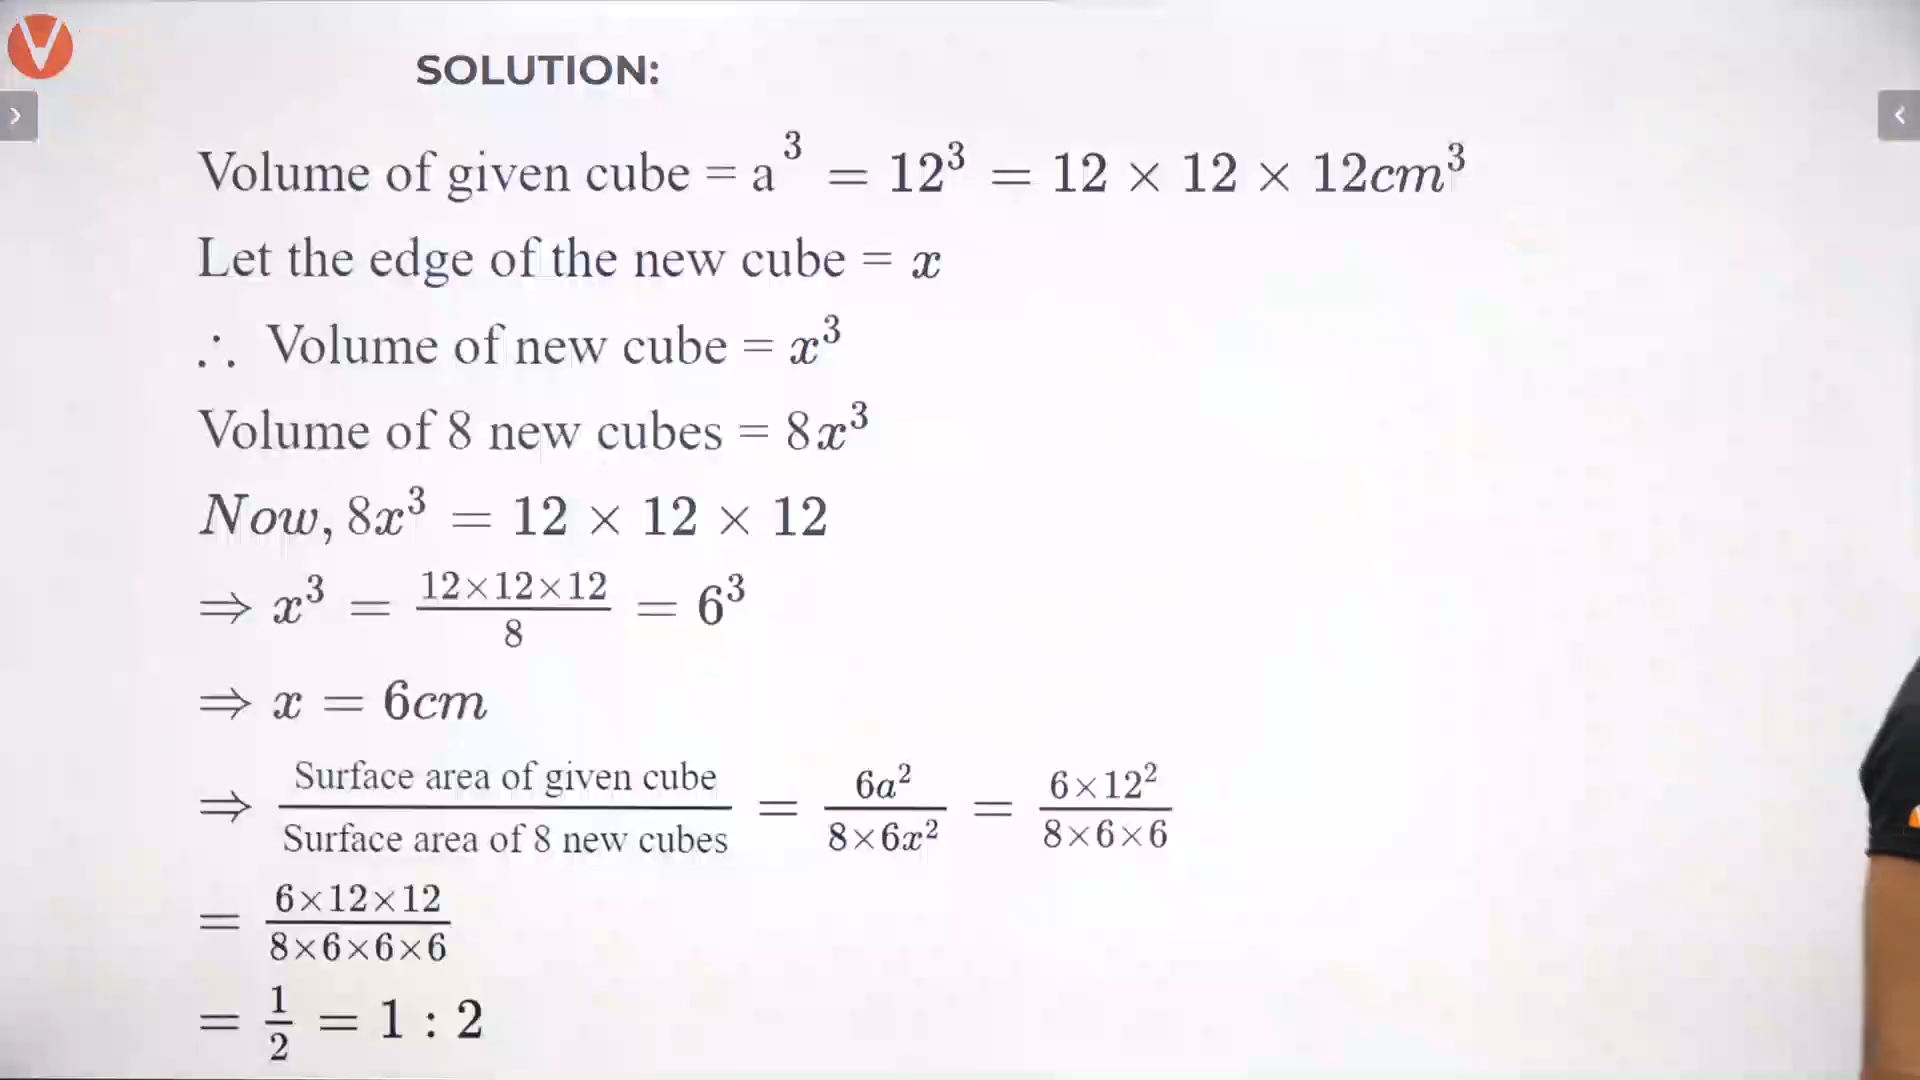 SOLUTION:
Volume of given cube = a³ = 12³ = 12 × 12 × 12cm³
Let the edge of the new cube = x
∴ Volume of new cube = x³
Volume of 8 new cubes = 8x³
Now, 8x³ = 12 × 12 × 12
⇒ x³ = 12×12×12/8 = 6³
⇒ x = 6cm
⇒ Surface area of given cube/Surface area of 8 new cubes = 6a²/8×6x² = 6×12²/8×6×6
= 6×12×12/8×6×6×6
= 1/2 = 1 : 2